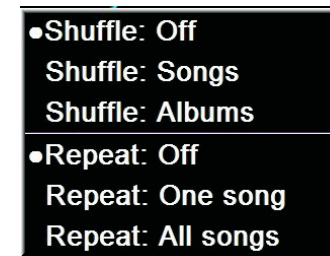 ●Shuffle: Off
Shuffle: Songs
Shuffle: Albums
●Repeat: Off
Repeat: One song
Repeat: All songs